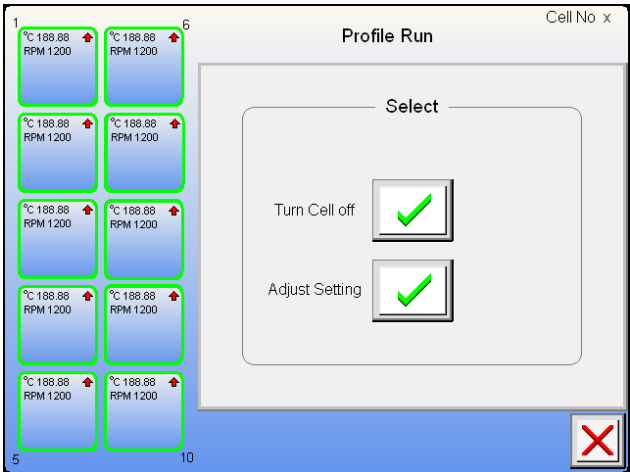 1
6
°C 188.88
RPM 1200
°C 188.88
RPM 1200
°C 188.88
RPM 1200
°C 188.88
RPM 1200
°C 188.88
RPM 1200
°C 188.88
RPM 1200
°C 188.88
RPM 1200
°C 188.88
RPM 1200
°C 188.88
RPM 1200
°C 188.88
RPM 1200
5
10
Profile Run
Cell No x
Select
Turn Cell off
Adjust Setting